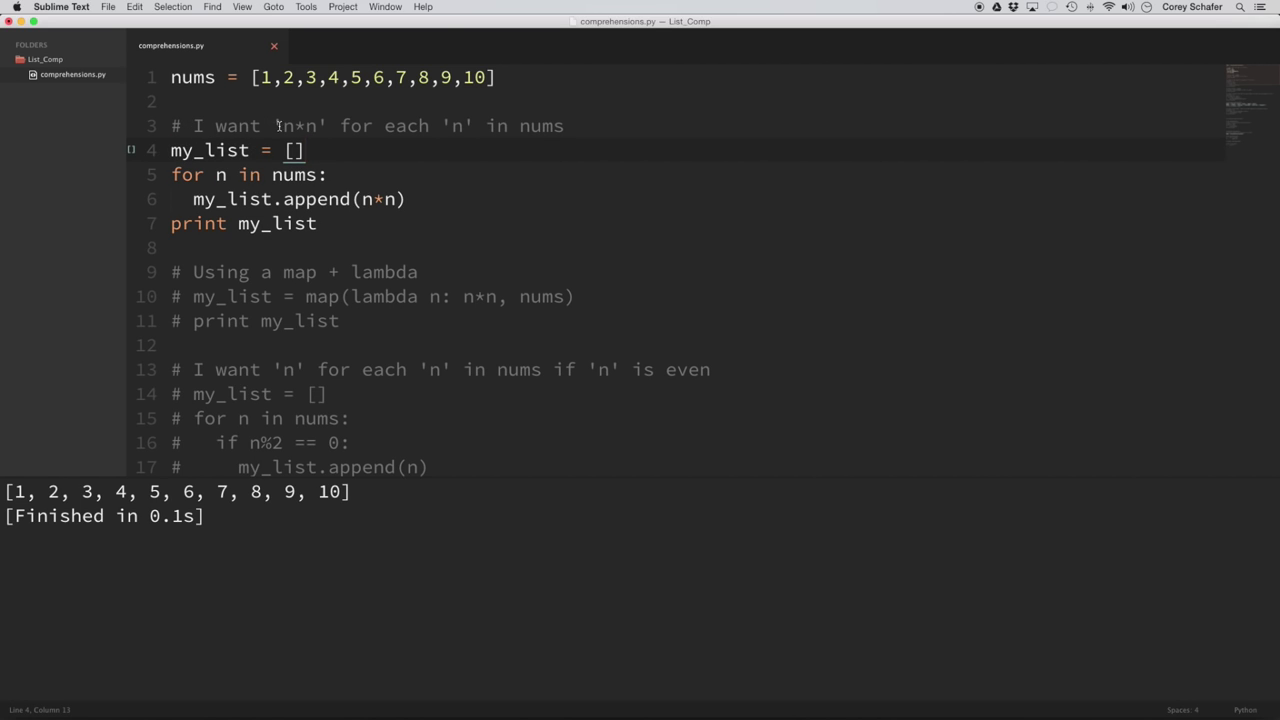 Sublime Text File Edit Selection Find View Goto Tools Project Window Help Corey Schafer
comprehensions.py — List_Comp
FOLDERS
List_Comp
comprehensions.py
comprehensions.py
1 nums = [1,2,3,4,5,6,7,8,9,10]
2
3 # I want 'n*n' for each 'n' in nums
4 my_list = []
5 for n in nums:
6 my_list.append(n*n)
7 print my_list
8
9 # Using a map + lambda
10 # my_list = map(lambda n: n*n, nums)
11 # print my_list
12
13 # I want 'n' for each 'n' in nums if 'n' is even
14 # my_list = []
15 # for n in nums:
16 # if n%2 == 0:
17 # my_list.append(n)
[1, 2, 3, 4, 5, 6, 7, 8, 9, 10]
[Finished in 0.1s]
Line 4, Column 13 Spaces: 4 Python